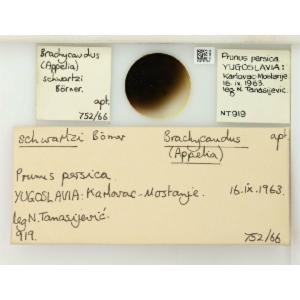 Brachycaudus
(Appelia)
schwartzi
Börner.
apt.
752/66
Prunus persica
YUGOSLAVIA:
Karlovac-Mostanje
16.ix.1963.
leg N. Tanasijevic.
NT919
schwartzi Börner Brachycaudus apt.
(Appelia)
Prunus persica.
YUGOSLAVIA: Karlovac-Mostanje. 16.ix.1963.
leg N. Tanasijević.
919. 752/66